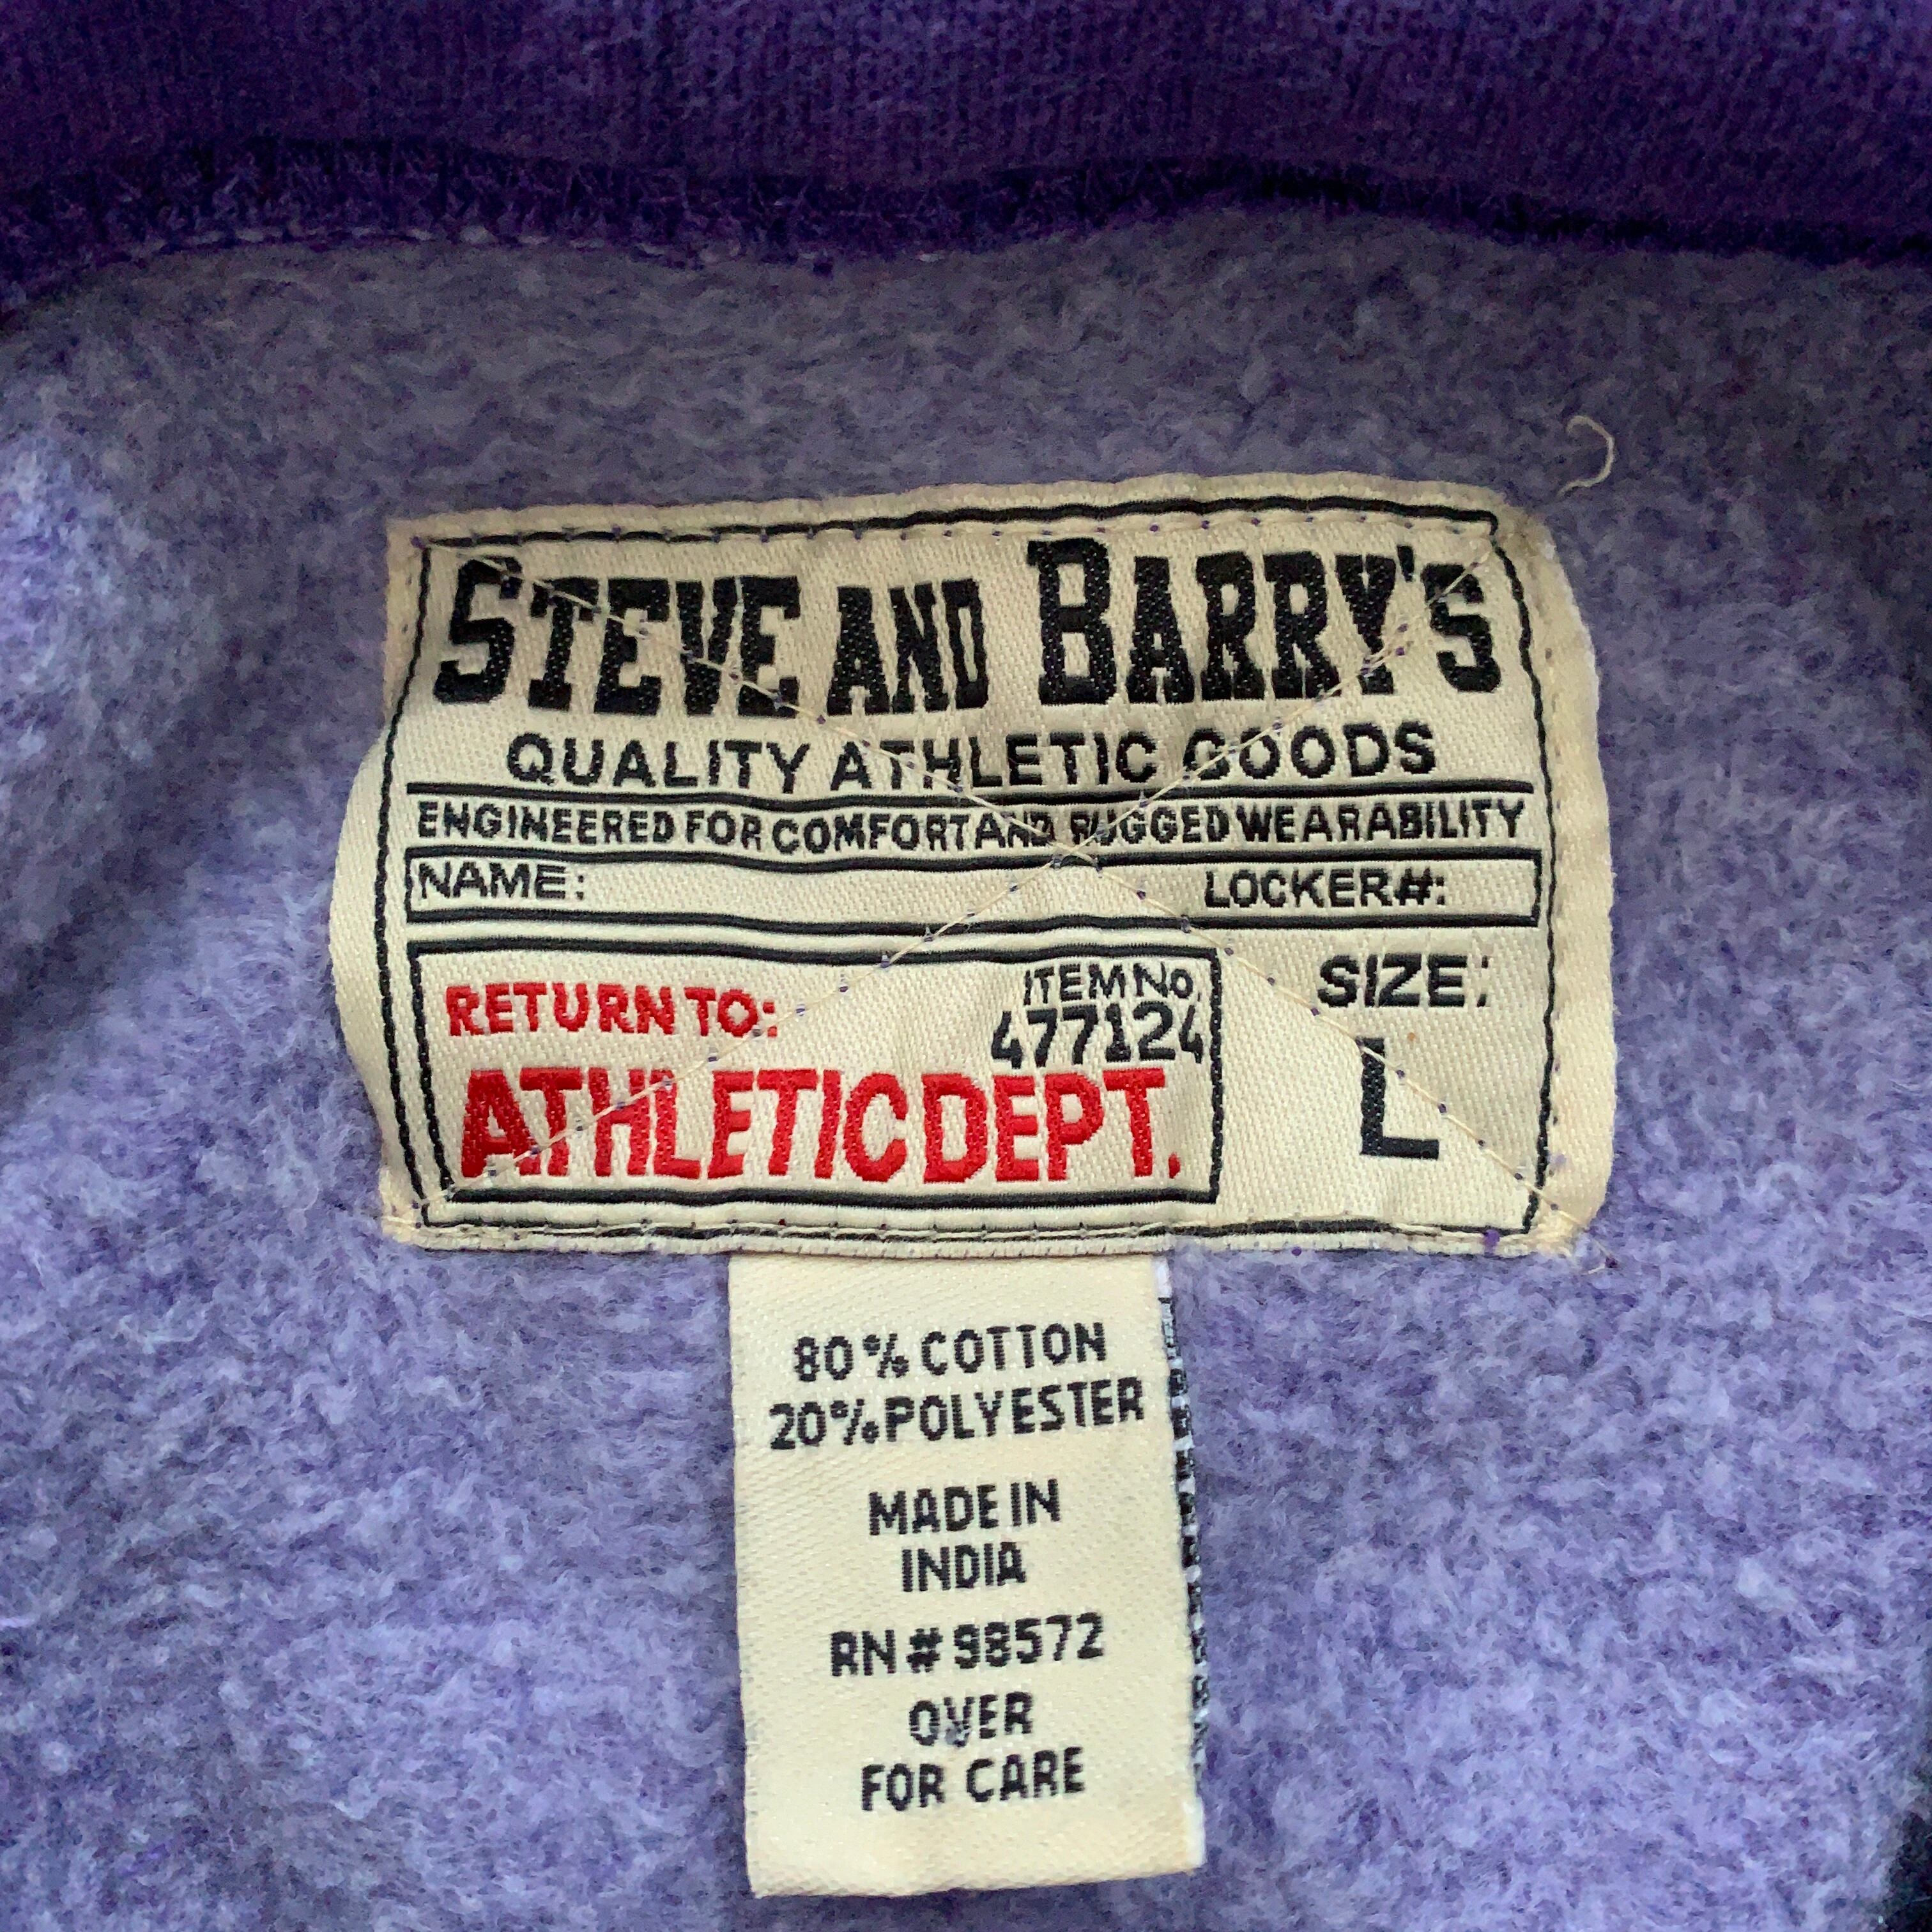 STEVE AND BARRY'S
QUALITY ATHLETIC GOODS
ENGINEERED FOR COMFORT AND RUGGED WEARABILITY
NAME: LOCKER#:
RETURN TO: ITEM No.
477124
ATHLETIC DEPT.
SIZE:
L
80% COTTON
20% POLYESTER
MADE IN
INDIA
RN # 98572
OVER
FOR CARE